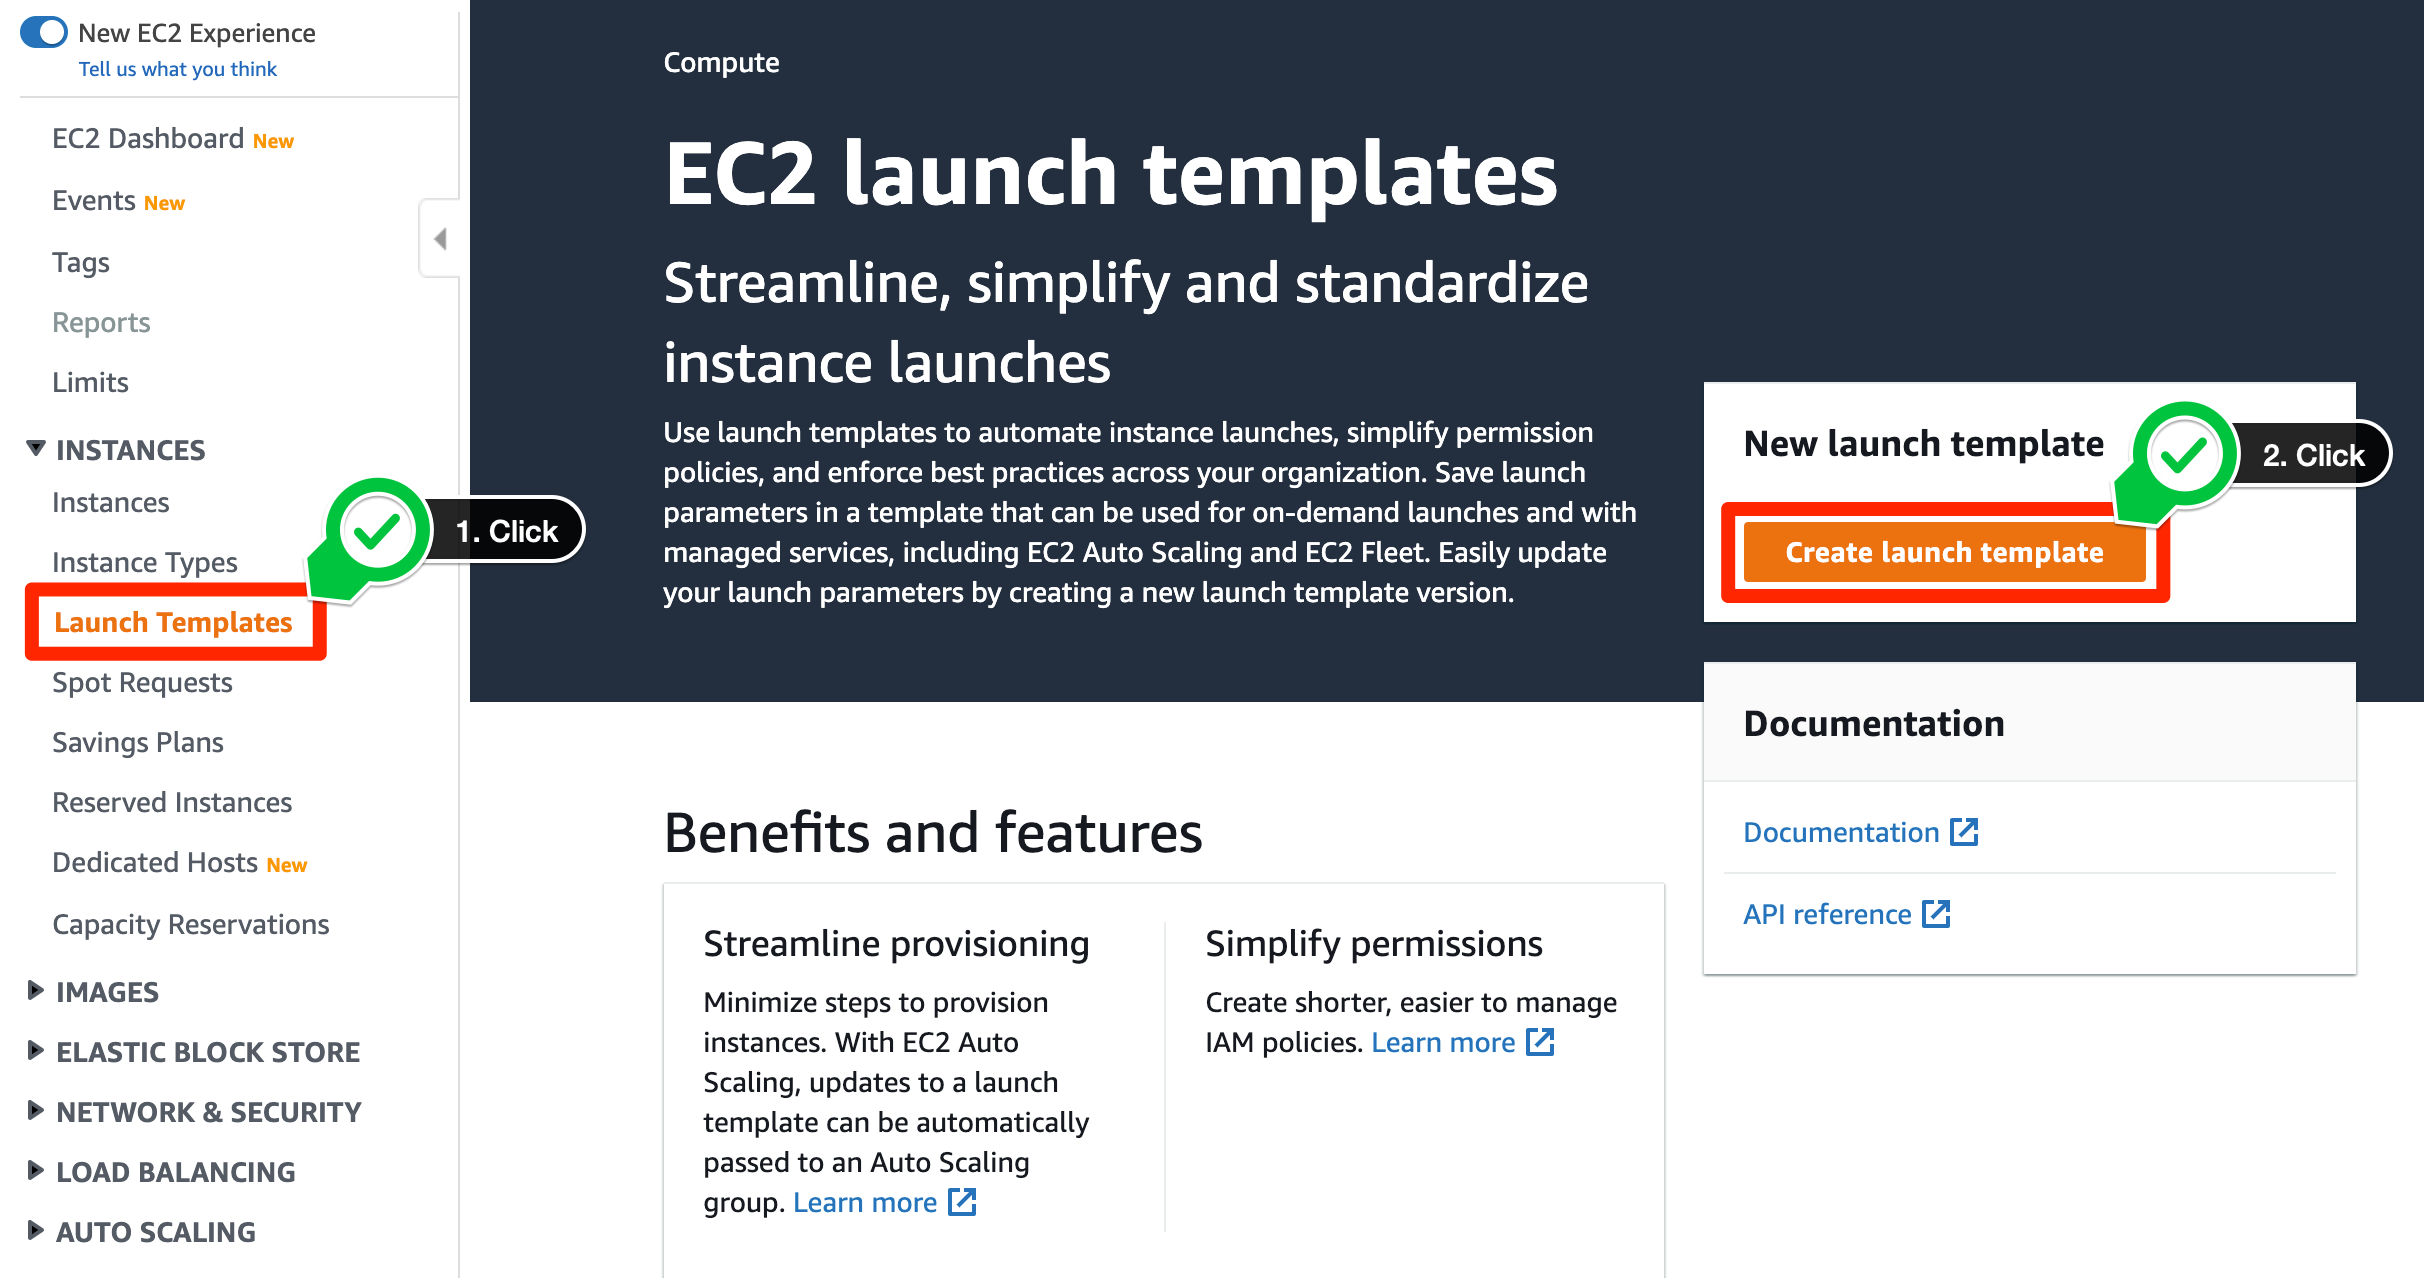 New EC2 Experience
Tell us what you think
EC2 Dashboard New
Events New
Tags
Reports
Limits
INSTANCES
Instances
Instance Types
Launch Templates
Spot Requests
Savings Plans
Reserved Instances
Dedicated Hosts New
Capacity Reservations
IMAGES
ELASTIC BLOCK STORE
NETWORK & SECURITY
LOAD BALANCING
AUTO SCALING
1. Click
Compute
EC2 launch templates
Streamline, simplify and standardize
instance launches
Use launch templates to automate instance launches, simplify permission
policies, and enforce best practices across your organization. Save launch
parameters in a template that can be used for on-demand launches and with
managed services, including EC2 Auto Scaling and EC2 Fleet. Easily update
your launch parameters by creating a new launch template version.
New launch template
2. Click
Create launch template
Documentation
Documentation
API reference
Benefits and features
Streamline provisioning
Minimize steps to provision
instances. With EC2 Auto
Scaling, updates to a launch
template can be automatically
passed to an Auto Scaling
group. Learn more
Simplify permissions
Create shorter, easier to manage
IAM policies. Learn more